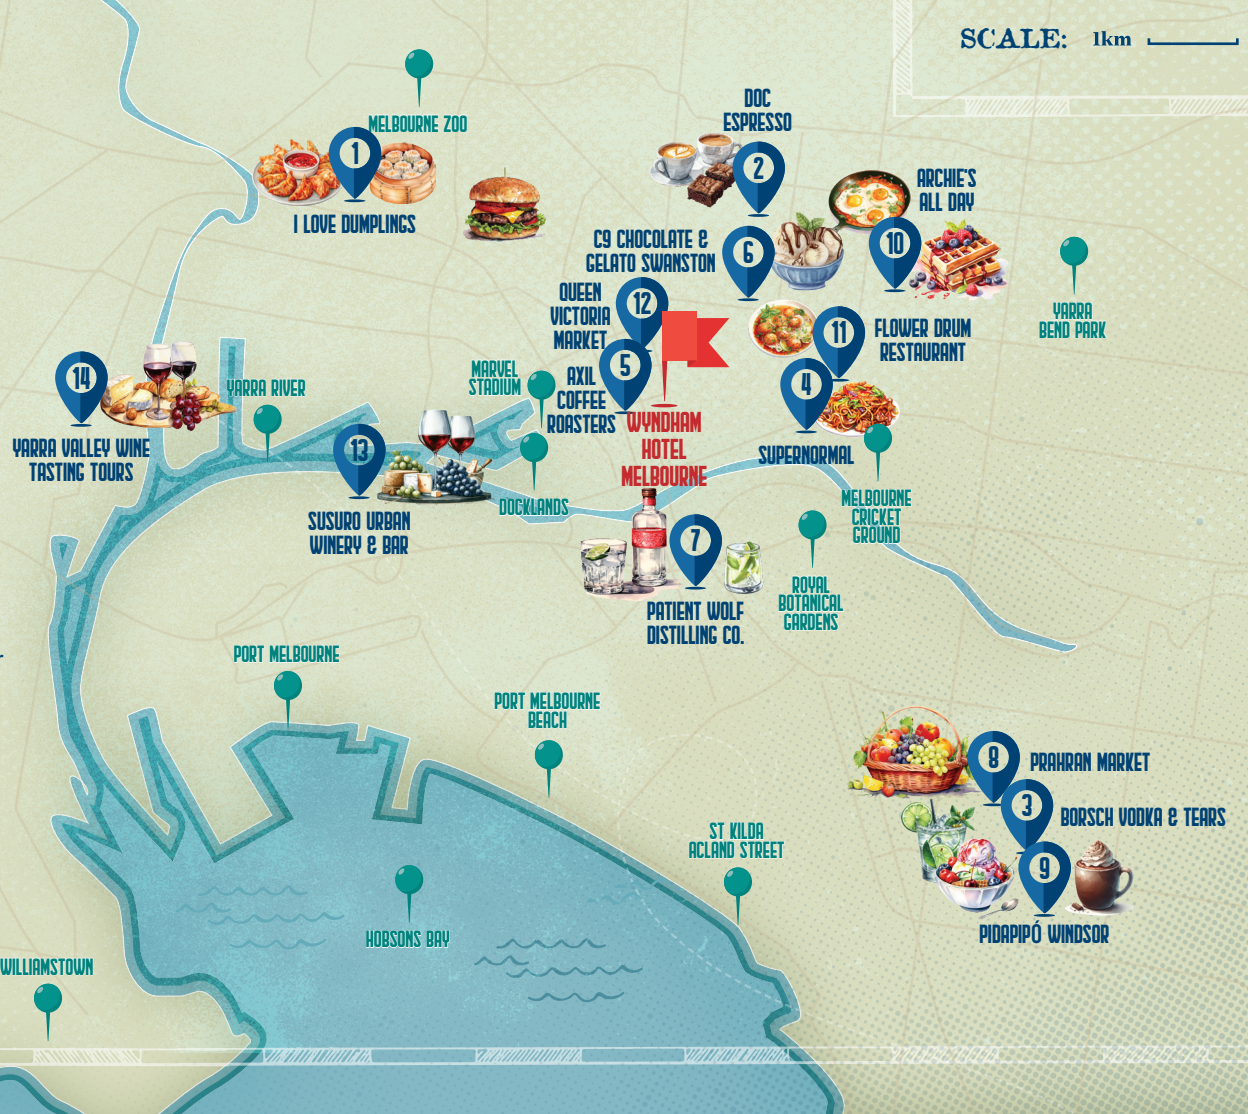 SCALE: 1km
MELBOURNE ZOO
1
I LOVE DUMPLINGS
DOC
ESPRESSO
2
ARCHIE'S
ALL DAY
10
C9 CHOCOLATE &
GELATO SWANSTON
6
QUEEN
VICTORIA
MARKET
12
YARRA
BEND PARK
11
FLOWER DRUM
RESTAURANT
14
YARRA VALLEY WINE
TASTING TOURS
YARRA RIVER
MARVEL
STADIUM
AXIL
COFFEE
ROASTERS
5
4
SUPERNORMAL
WYNDHAM
HOTEL
MELBOURNE
13
SUSURO URBAN
WINERY & BAR
DOCKLANDS
MELBOURNE
CRICKET
GROUND
7
PATIENT WOLF
DISTILLING CO.
ROYAL
BOTANICAL
GARDENS
PORT MELBOURNE
PORT MELBOURNE
BEACH
8
PRAHRAN MARKET
3
BORSCH VODKA & TEARS
ST KILDA
ACLAND STREET
9
PIDAPIPÓ WINDSOR
HOBSONS BAY
WILLIAMSTOWN